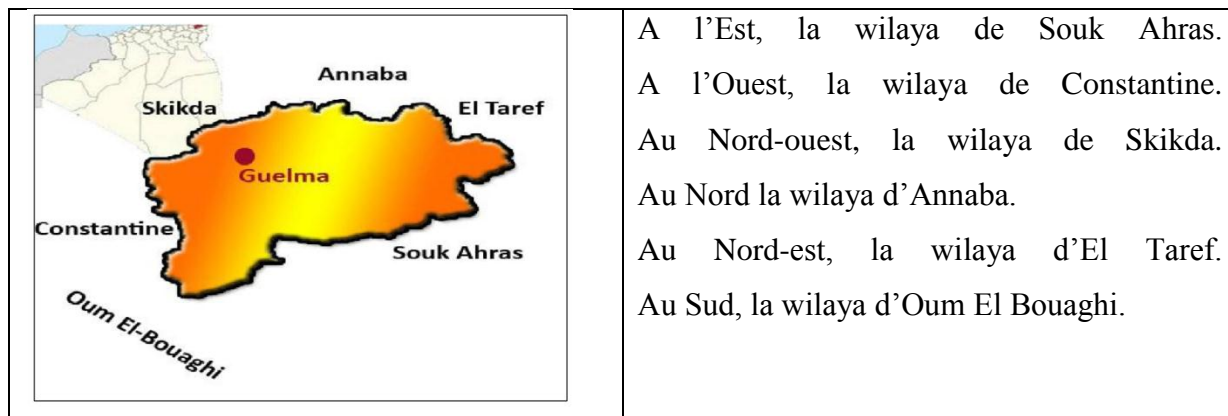 Annaba
Skikda
El Taref
Guelma
Constantine
Souk Ahras
Oum El-Bouaghi
A l’Est, la wilaya de Souk Ahras.
A l’Ouest, la wilaya de Constantine.
Au Nord-ouest, la wilaya de Skikda.
Au Nord la wilaya d’Annaba.
Au Nord-est, la wilaya d’El Taref.
Au Sud, la wilaya d’Oum El Bouaghi.